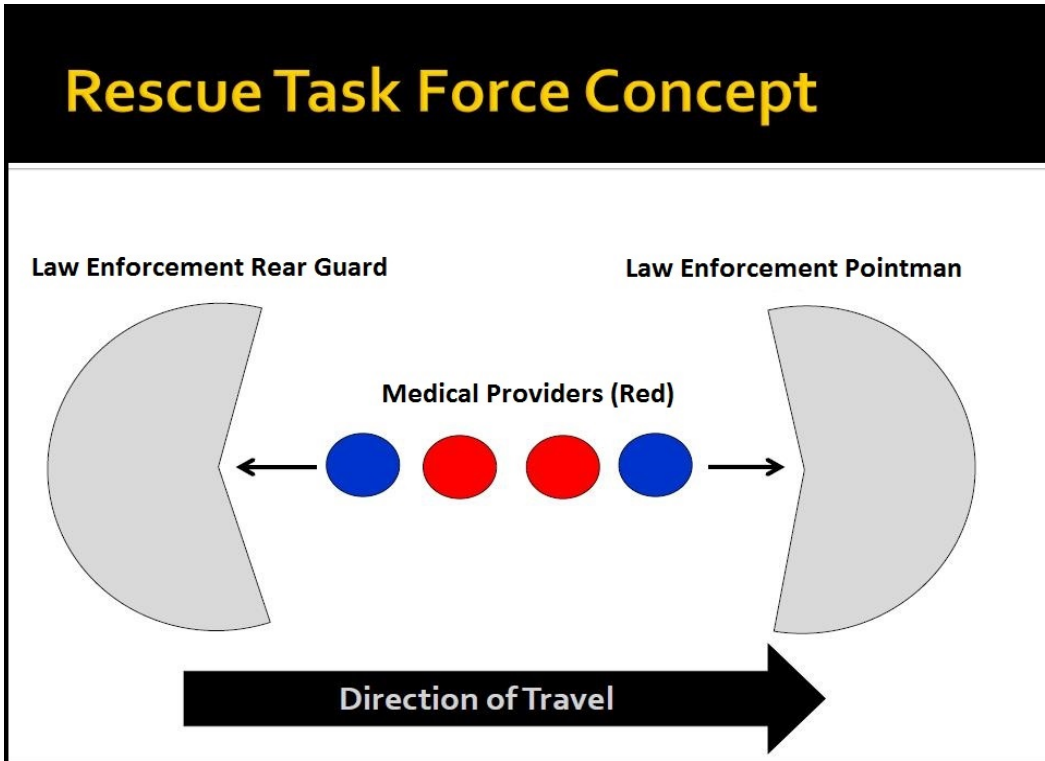 Rescue Task Force Concept
Law Enforcement Rear Guard
Law Enforcement Pointman
Medical Providers (Red)
Direction of Travel